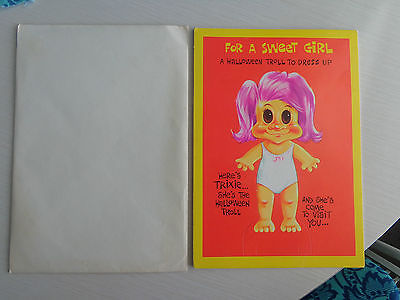 FOR A SWEET GIRL
A HALLOWEEN TROLL TO DRESS UP
HERE'S
TRIXIE...
SHE'S THE
HALLOWEEN
TROLL
AND SHE'S
COME
TO VISIT
YOU...